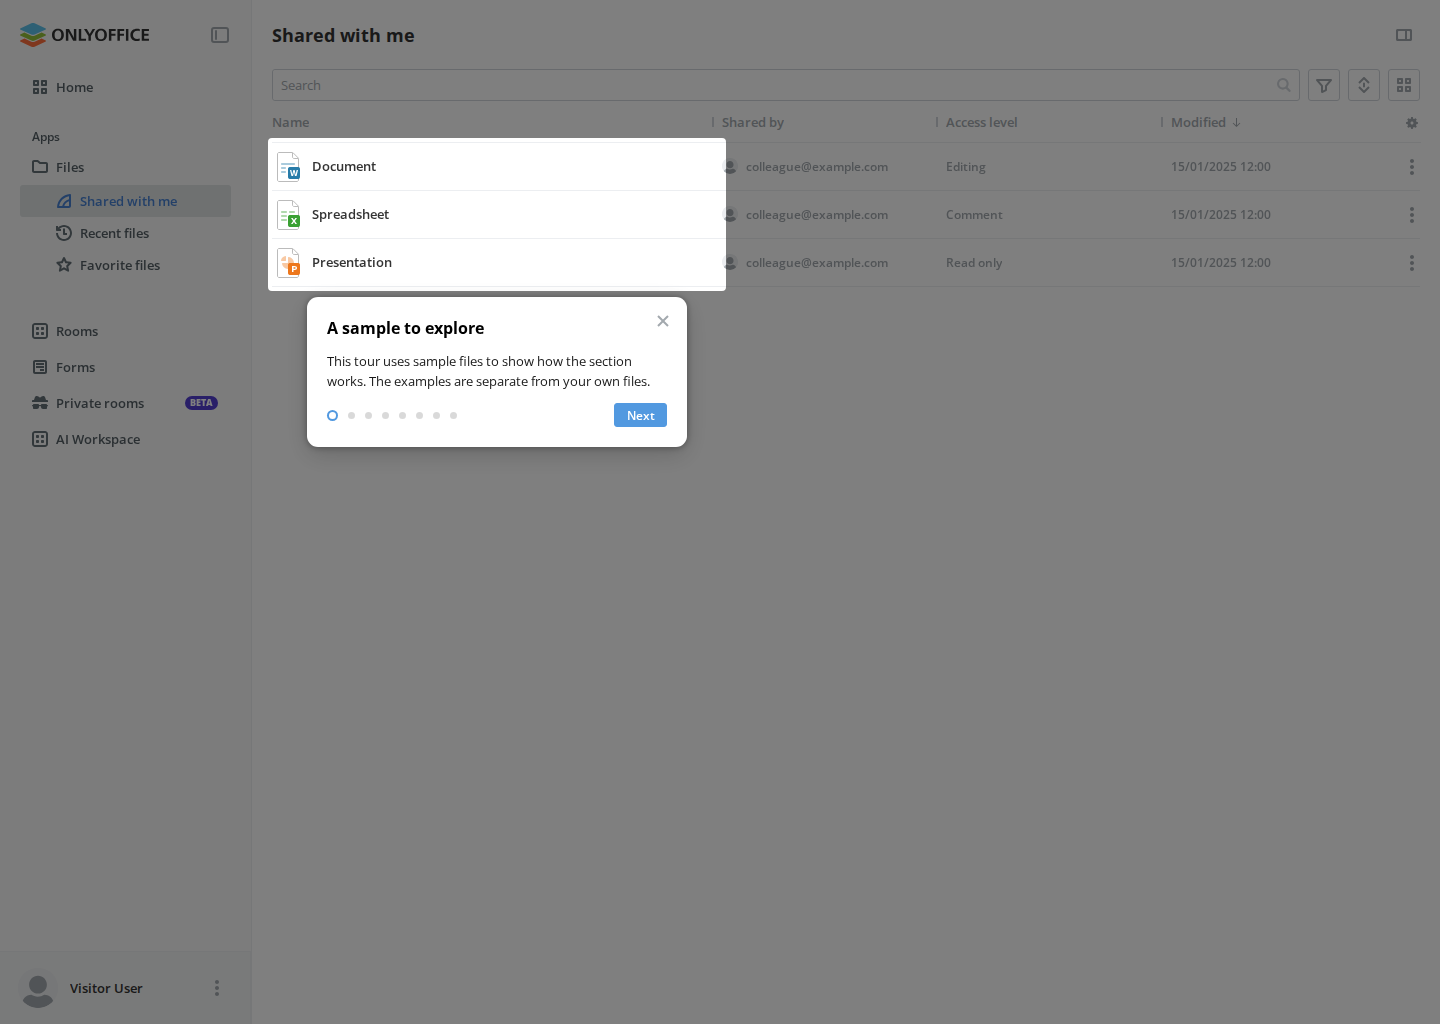 ONLYOFFICE
Home
Apps
Files
Shared with me
Recent files
Favorite files
Rooms
Forms
Private rooms BETA
AI Workspace
Visitor User
Shared with me
Search
Name Shared by Access level Modified
Document colleague@example.com Editing 15/01/2025 12:00
Spreadsheet colleague@example.com Comment 15/01/2025 12:00
Presentation colleague@example.com Read only 15/01/2025 12:00
A sample to explore
This tour uses sample files to show how the section
works. The examples are separate from your own files.
Next